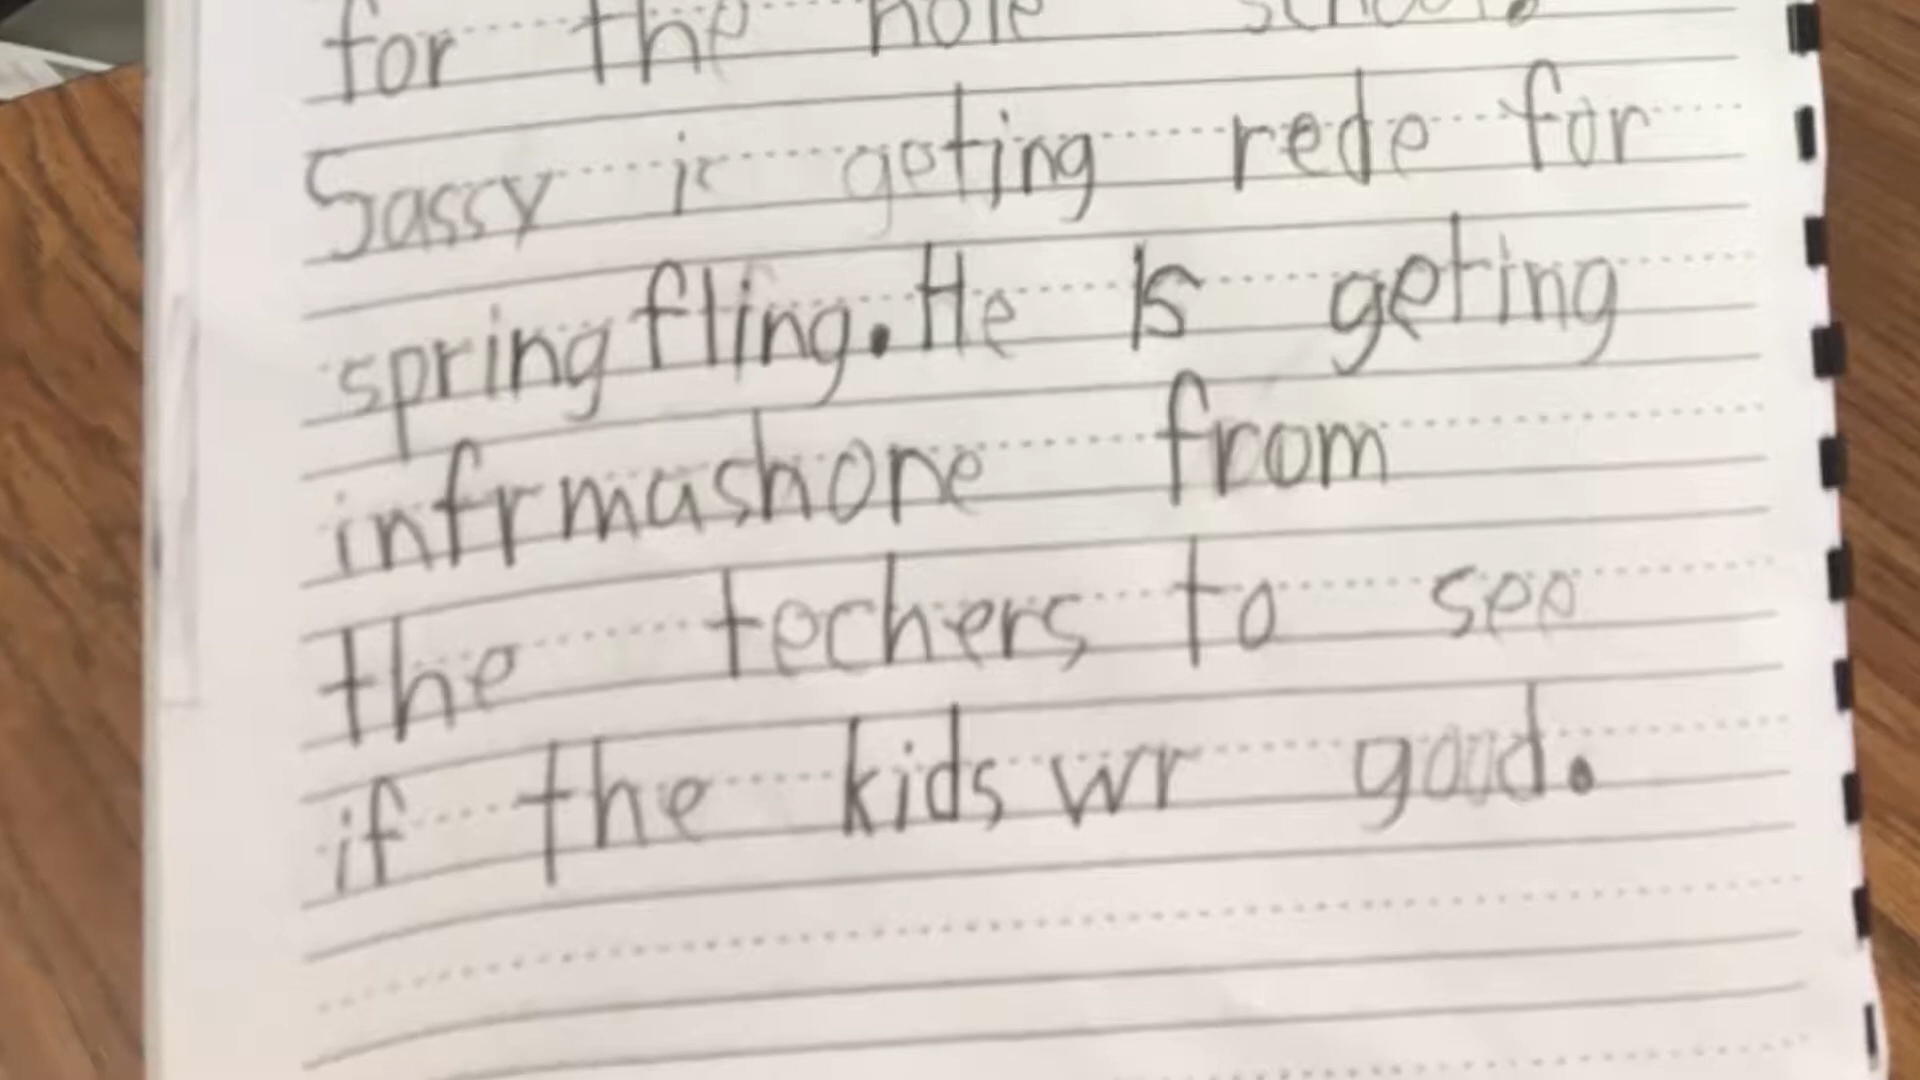 for the hole school.
Sassy is geting rede for
spring fling. He is geting
infrmashone from
the techers to see
if the kids wr good.